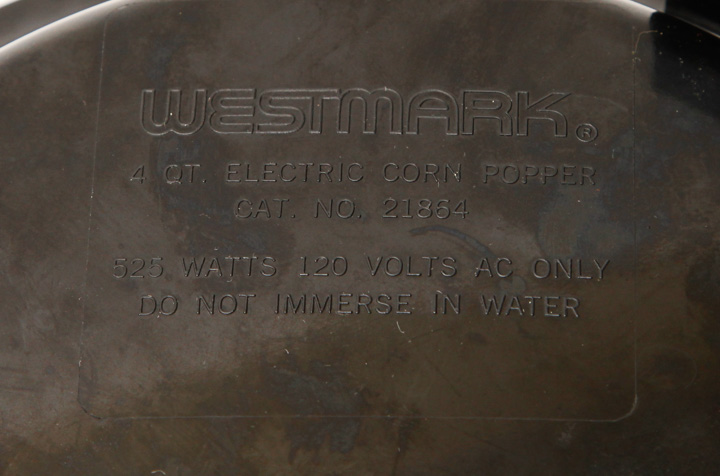 WESTMARK®
4 QT. ELECTRIC CORN POPPER
CAT. NO. 21864
525 WATTS 120 VOLTS AC ONLY
DO NOT IMMERSE IN WATER